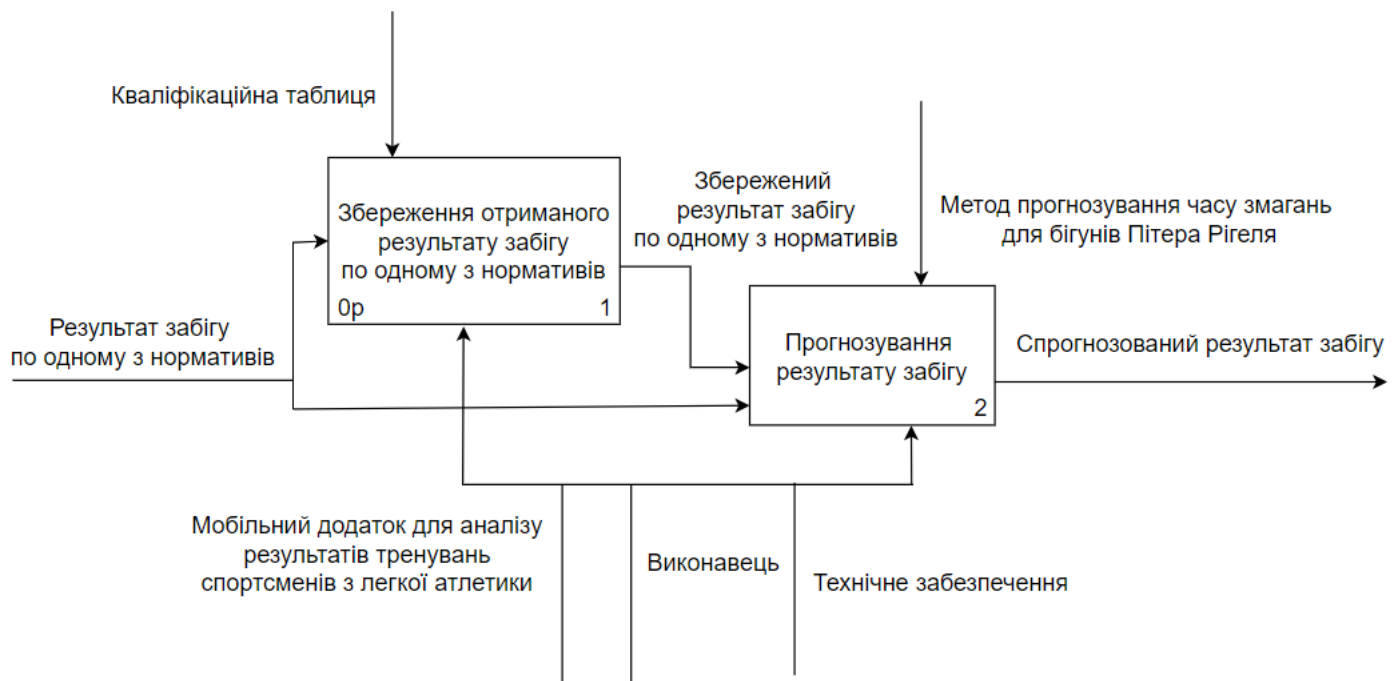 Кваліфікаційна таблиця
Збереження отриманого
результату забігу
по одному з нормативів
0р
1
Збережений
результат забігу
по одному з нормативів
Метод прогнозування часу змагань
для бігунів Пітера Рігеля
Результат забігу
по одному з нормативів
Прогнозування
результату забігу
2
Спрогнозований результат забігу
Мобільний додаток для аналізу
результатів тренувань
спортсменів з легкої атлетики
Виконавець
Технічне забезпечення